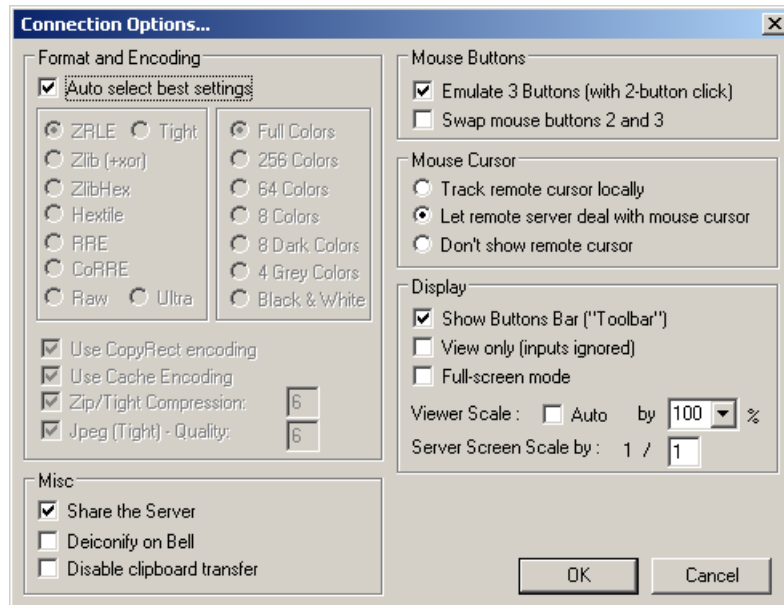 Connection Options...
Format and Encoding
Auto select best settings
ZRLE Tight
Zlib (+xor)
ZlibHex
Hextile
RRE
CoRRE
Raw Ultra
Full Colors
256 Colors
64 Colors
8 Colors
8 Dark Colors
4 Grey Colors
Black & White
Use CopyRect encoding
Use Cache Encoding
Zip/Tight Compression: 6
Jpeg (Tight) - Quality: 6
Misc
Share the Server
Deiconify on Bell
Disable clipboard transfer
Mouse Buttons
Emulate 3 Buttons (with 2-button click)
Swap mouse buttons 2 and 3
Mouse Cursor
Track remote cursor locally
Let remote server deal with mouse cursor
Don't show remote cursor
Display
Show Buttons Bar ("Toolbar")
View only (inputs ignored)
Full-screen mode
Viewer Scale : Auto by 100 %
Server Screen Scale by : 1 / 1
OK Cancel